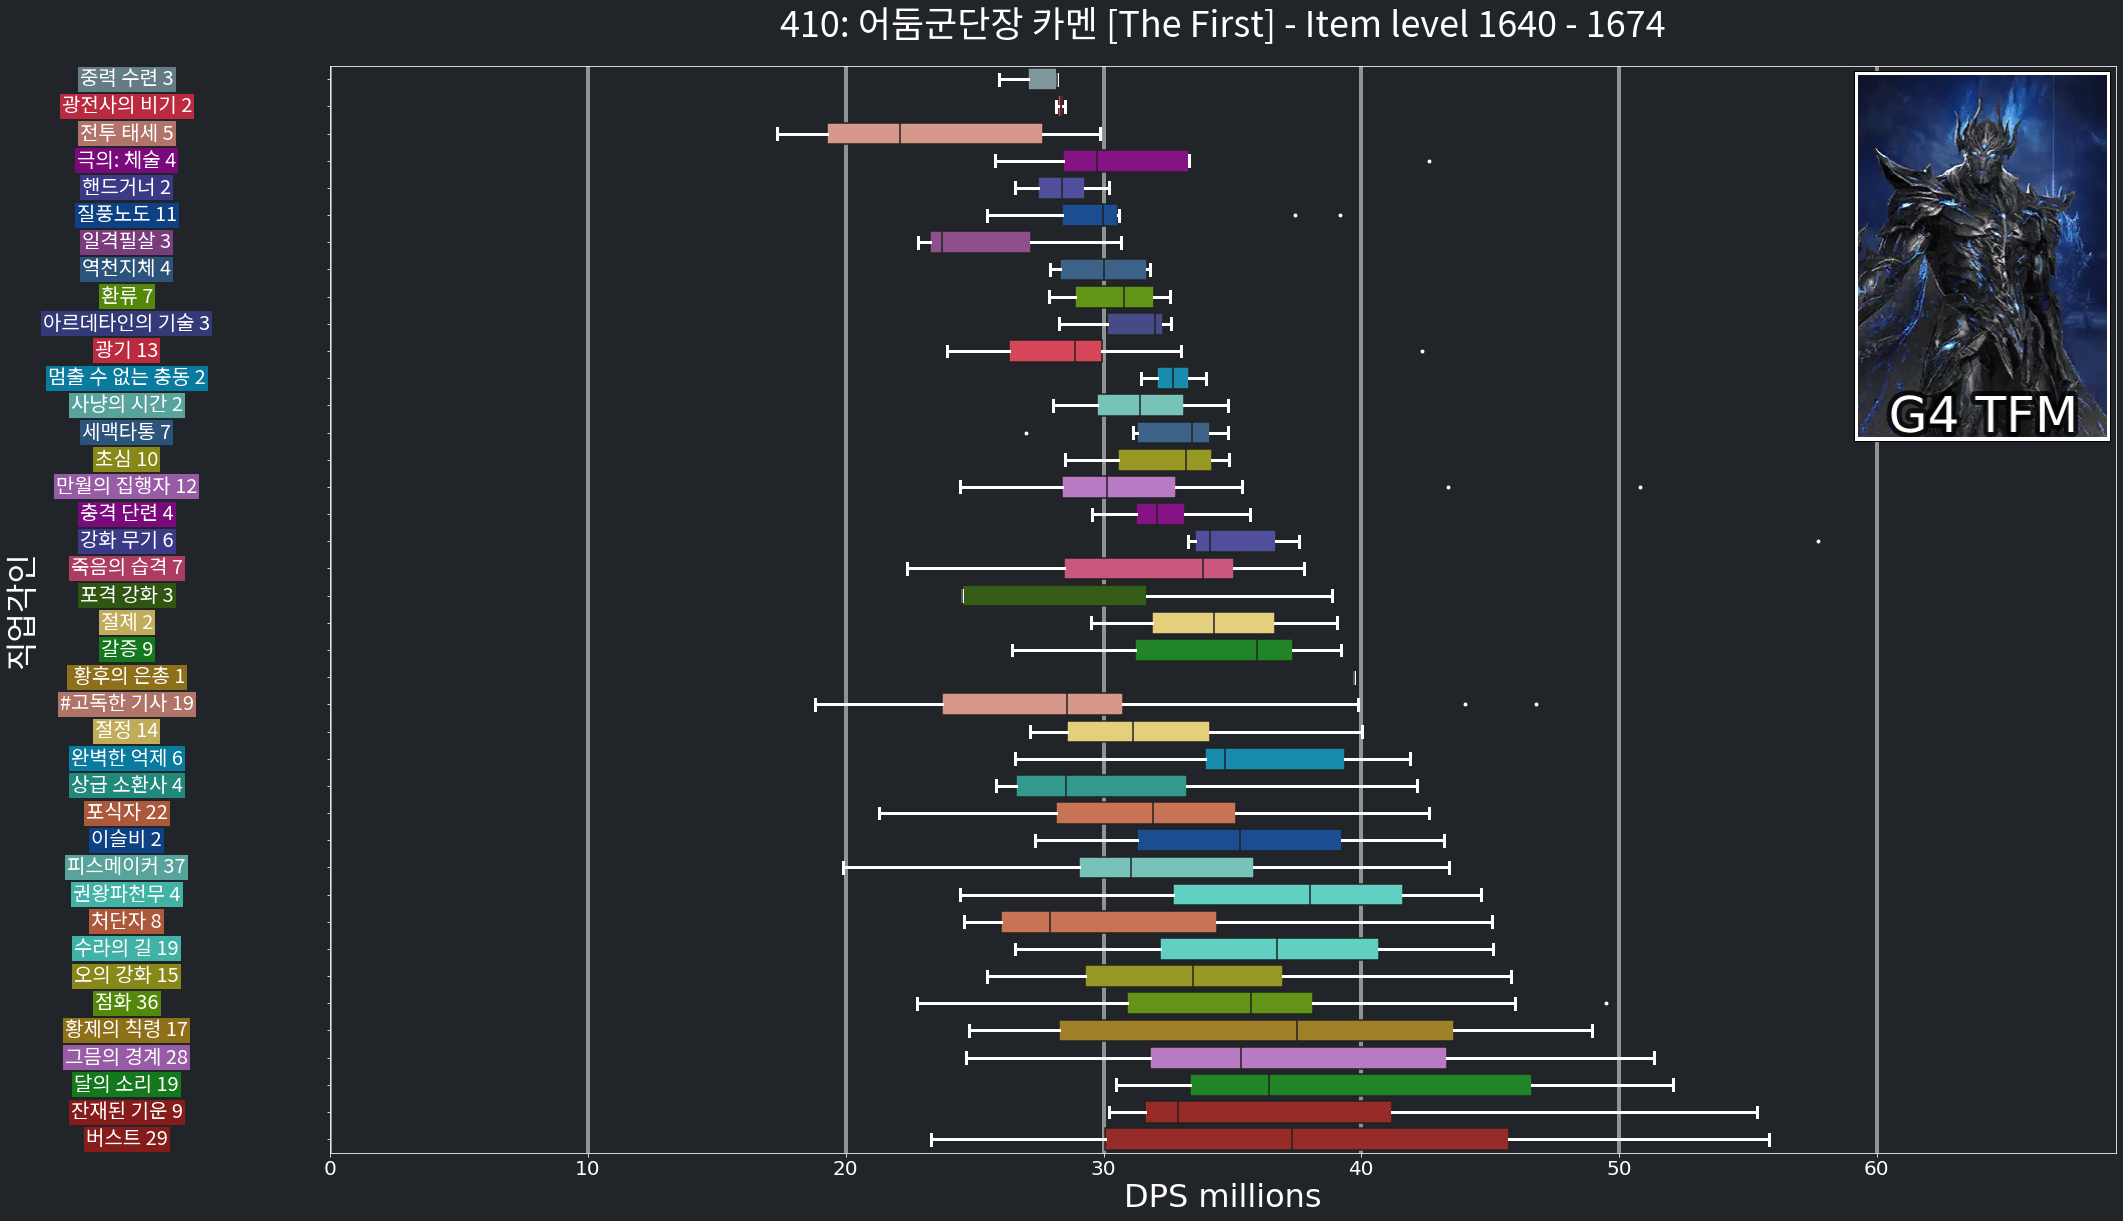 410: 어둠군단장 카멘 [The First] - Item level 1640 - 1674
중력 수련 3
광전사의 비기 2
전투 태세 5
극의: 체술 4
핸드거너 2
질풍노도 11
일격필살 3
역천지체 4
환류 7
아르데타인의 기술 3
광기 13
멈출 수 없는 충동 2
사냥의 시간 2
세맥타통 7
초심 10
만월의 집행자 12
충격 단련 4
강화 무기 6
죽음의 습격 7
포격 강화 3
절제 2
갈증 9
황후의 은총 1
#고독한 기사 19
절정 14
완벽한 억제 6
상급 소환사 4
포식자 22
이슬비 2
피스메이커 37
권왕파천무 4
처단자 8
수라의 길 19
오의 강화 15
점화 36
황제의 칙령 17
그믐의 경계 28
달의 소리 19
잔재된 기운 9
버스트 29
직업각인
G4 TFM
0 10 20 30 40 50 60
DPS millions